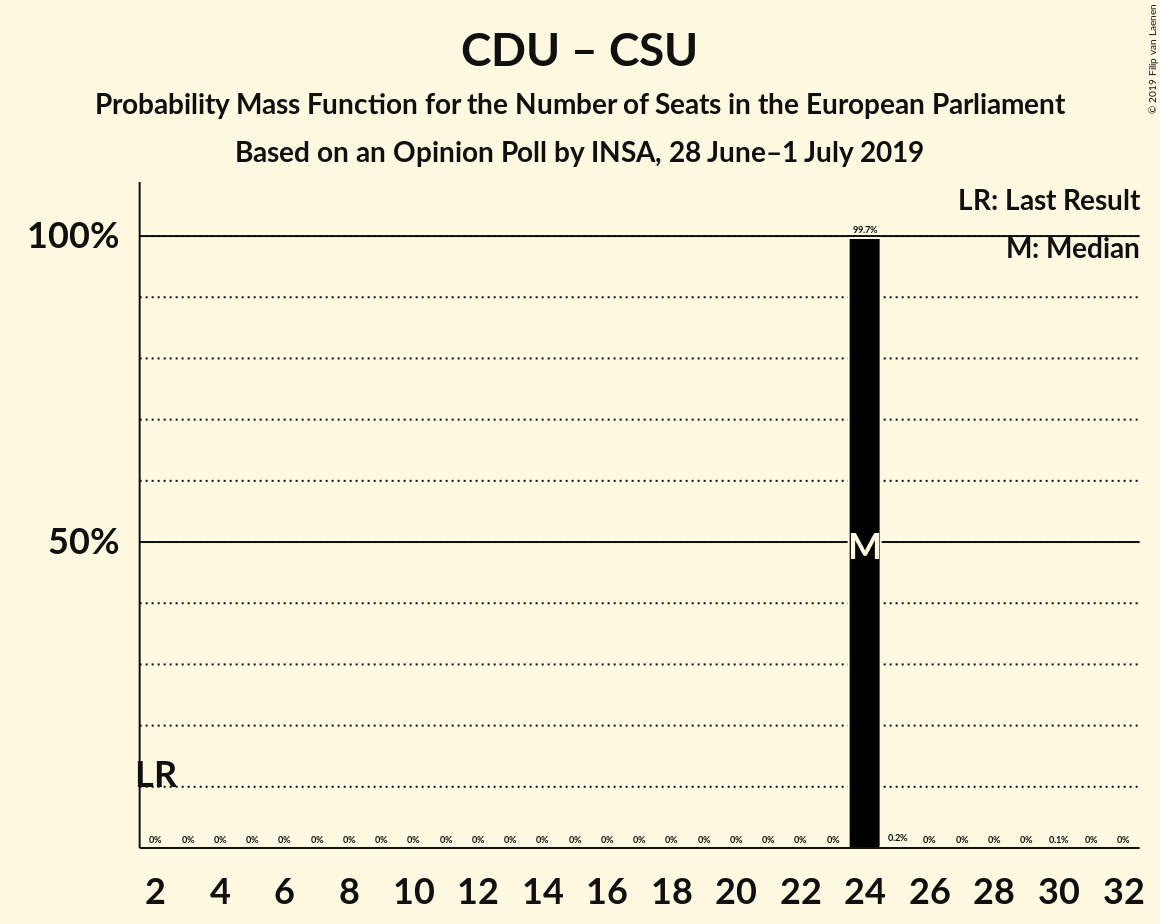 CDU – CSU
Probability Mass Function for the Number of Seats in the European Parliament
Based on an Opinion Poll by INSA, 28 June–1 July 2019
© 2019 Filip van Laenen
LR: Last Result
M: Median
100%
50%
99.7%
M
LR
0% 0% 0% 0% 0% 0% 0% 0% 0% 0% 0% 0% 0% 0% 0% 0% 0% 0% 0% 0% 0% 0% 0.2% 0% 0% 0% 0% 0.1% 0% 0%
2 4 6 8 10 12 14 16 18 20 22 24 26 28 30 32